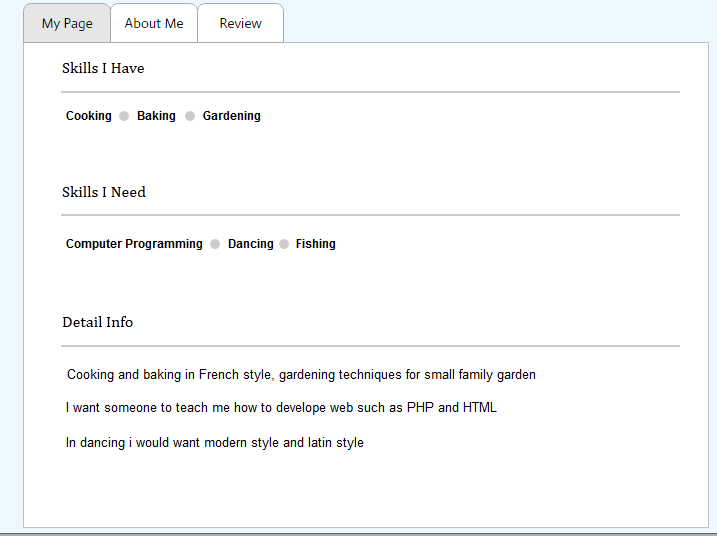 My Page About Me Review
Skills I Have
Cooking Baking Gardening
Skills I Need
Computer Programming Dancing Fishing
Detail Info
Cooking and baking in French style, gardening techniques for small family garden
I want someone to teach me how to develope web such as PHP and HTML
In dancing i would want modern style and latin style